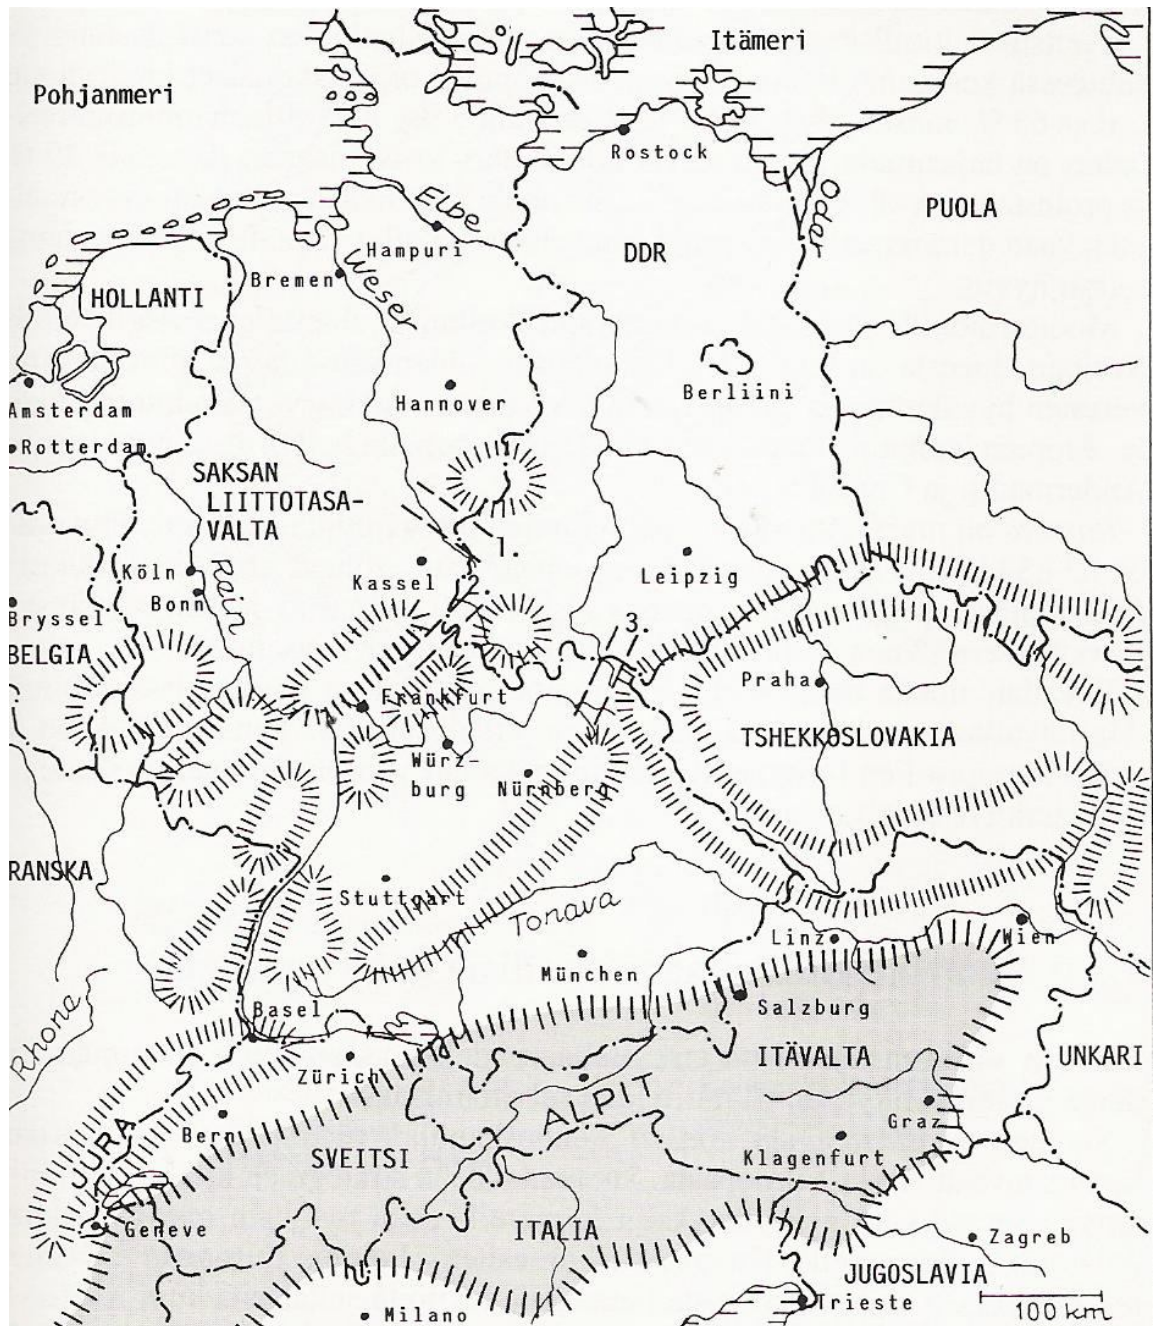 Itämeri
Pohjanmeri
Rostock
Elbe
Oder
PUOLA
Hampuri
DDR
Weser
Bremen
HOLLANTI
Berliini
Hannover
Amsterdam
Rotterdam
SAKSAN
LIITTOTASA-
VALTA
1.
Köln
Rein
Kassel
2.
Leipzig
Bonn
Bryssel
3.
BELGIA
Frankfurt
Praha
TSHEKKOSLOVAKIA
Würz-
burg
Nürnberg
RANSKA
Stuttgart
Tonava
Linz
Wien
München
Basel
Salzburg
Rhone
Zürich
ITÄVALTA
UNKARI
ALPIT
Bern
Graz
JURA
SVEITSI
Klagenfurt
Geneve
ITALIA
Zagreb
JUGOSLAVIA
Milano
Trieste
100 km